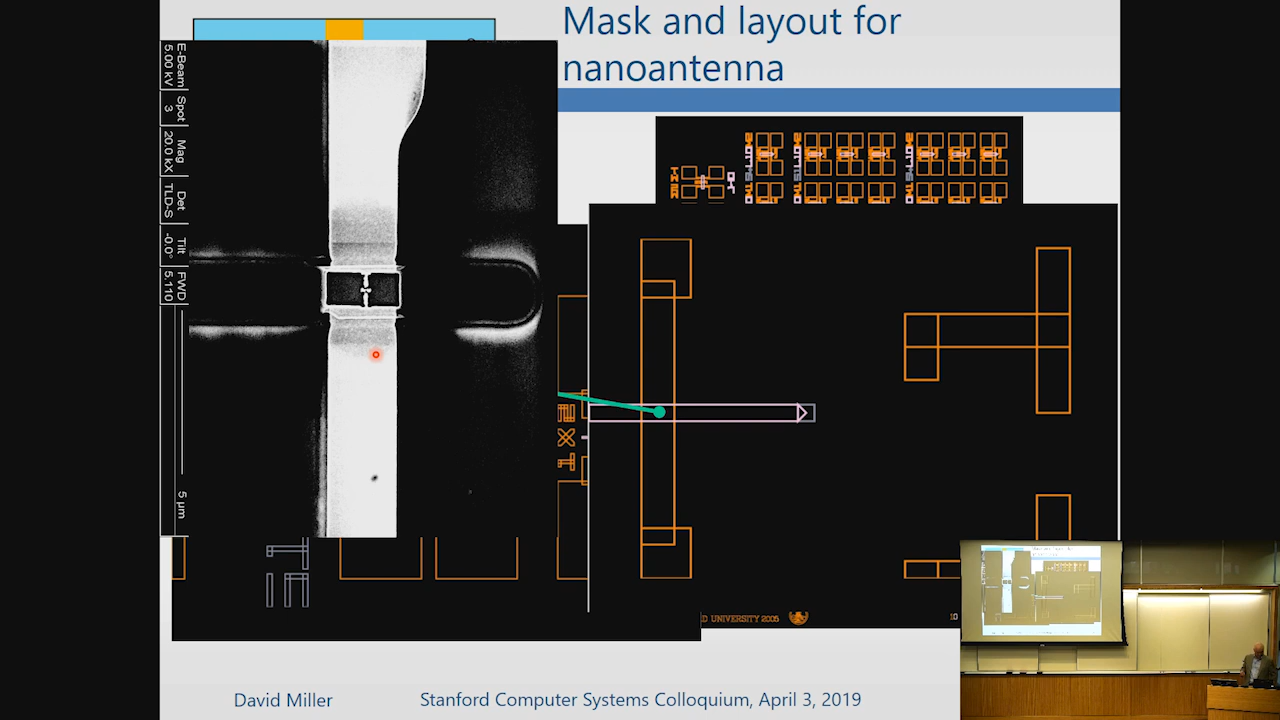 Mask and layout for
nanoantenna
E-Beam
5.00 kV
Spot
3
Mag
20.0 kX
Det
TLD-S
Tilt
-0.0°
FWD
5.110
5 µm
D UNIVERSITY 2005
10
David Miller
Stanford Computer Systems Colloquium, April 3, 2019